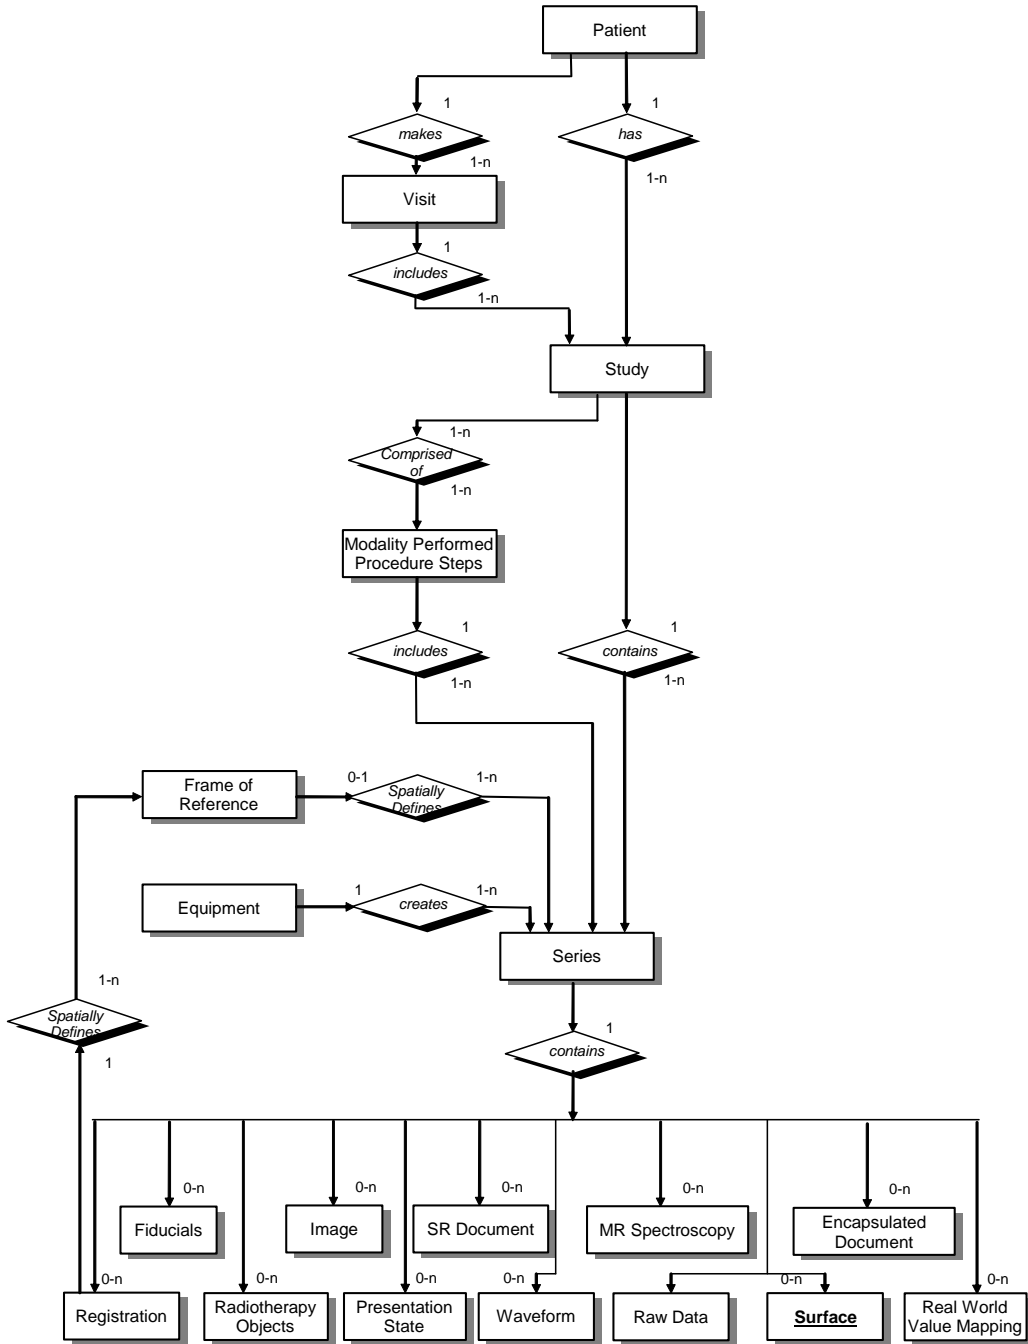 Patient
1
1
makes
has
1-n
1-n
Visit
1
includes
1-n
Study
1-n
Comprised
of
1-n
Modality Performed
Procedure Steps
1
1
includes
contains
1-n
1-n
Frame of
Reference
0-1
Spatially
Defines
1-n
Equipment
1
creates
1-n
Series
1-n
Spatially
Defines
1
1
contains
0-n
0-n
0-n
0-n
0-n
Fiducials
Image
SR Document
MR Spectroscopy
Encapsulated
Document
0-n
0-n
0-n
0-n
0-n
0-n
Registration
Radiotherapy
Objects
Presentation
State
Waveform
Raw Data
Surface
Real World
Value Mapping